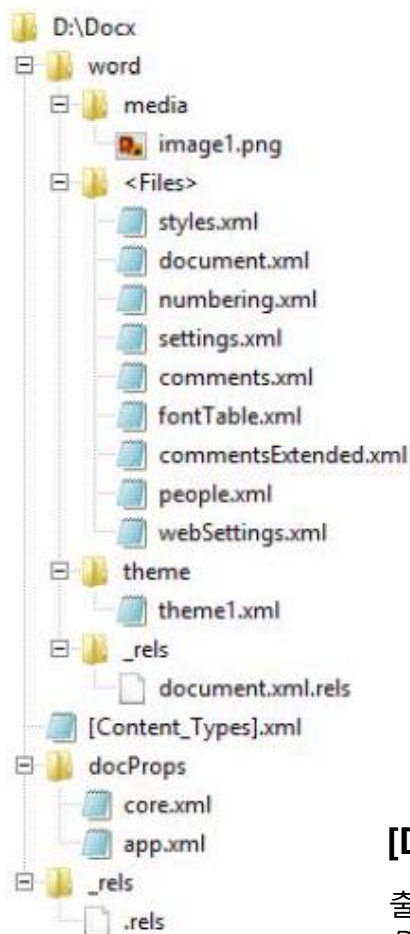 D:\Docx
word
media
image1.png
<Files>
styles.xml
document.xml
numbering.xml
settings.xml
comments.xml
fontTable.xml
commentsExtended.xml
people.xml
webSettings.xml
theme
theme1.xml
_rels
document.xml.rels
[Content_Types].xml
docProps
core.xml
app.xml
_rels
.rels
[D
출